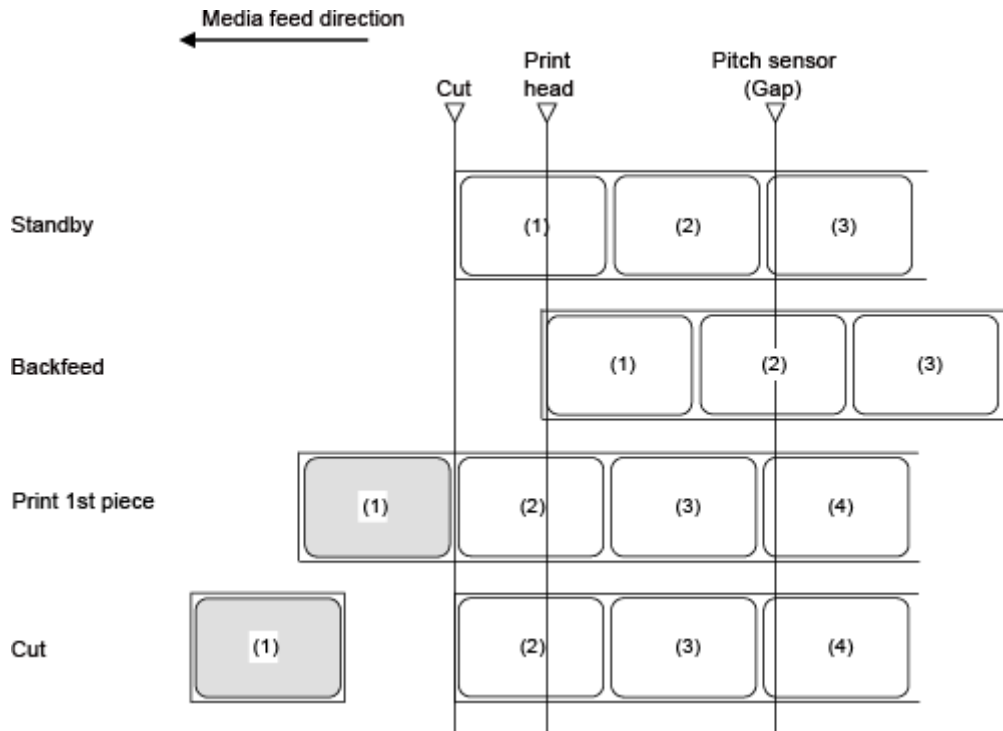 Media feed direction
Cut
Print
head
Pitch sensor
(Gap)
Standby
(1)
(2)
(3)
Backfeed
(1)
(2)
(3)
Print 1st piece
(1)
(2)
(3)
(4)
Cut
(1)
(2)
(3)
(4)